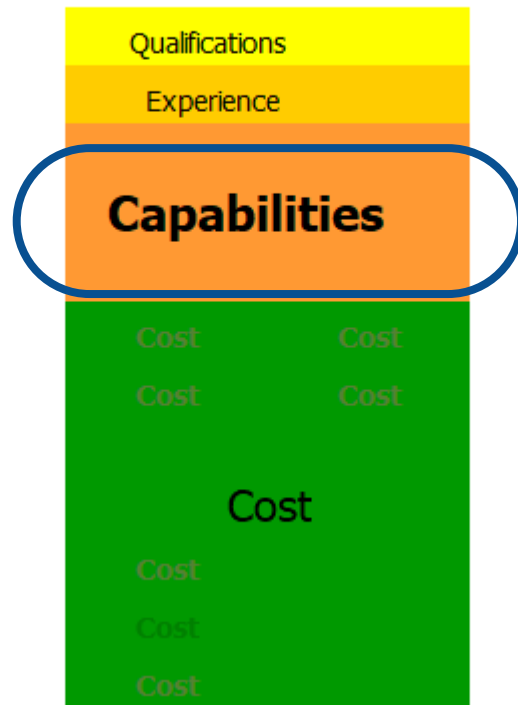 Qualifications
Experience
Capabilities
Cost Cost
Cost Cost
Cost
Cost
Cost
Cost